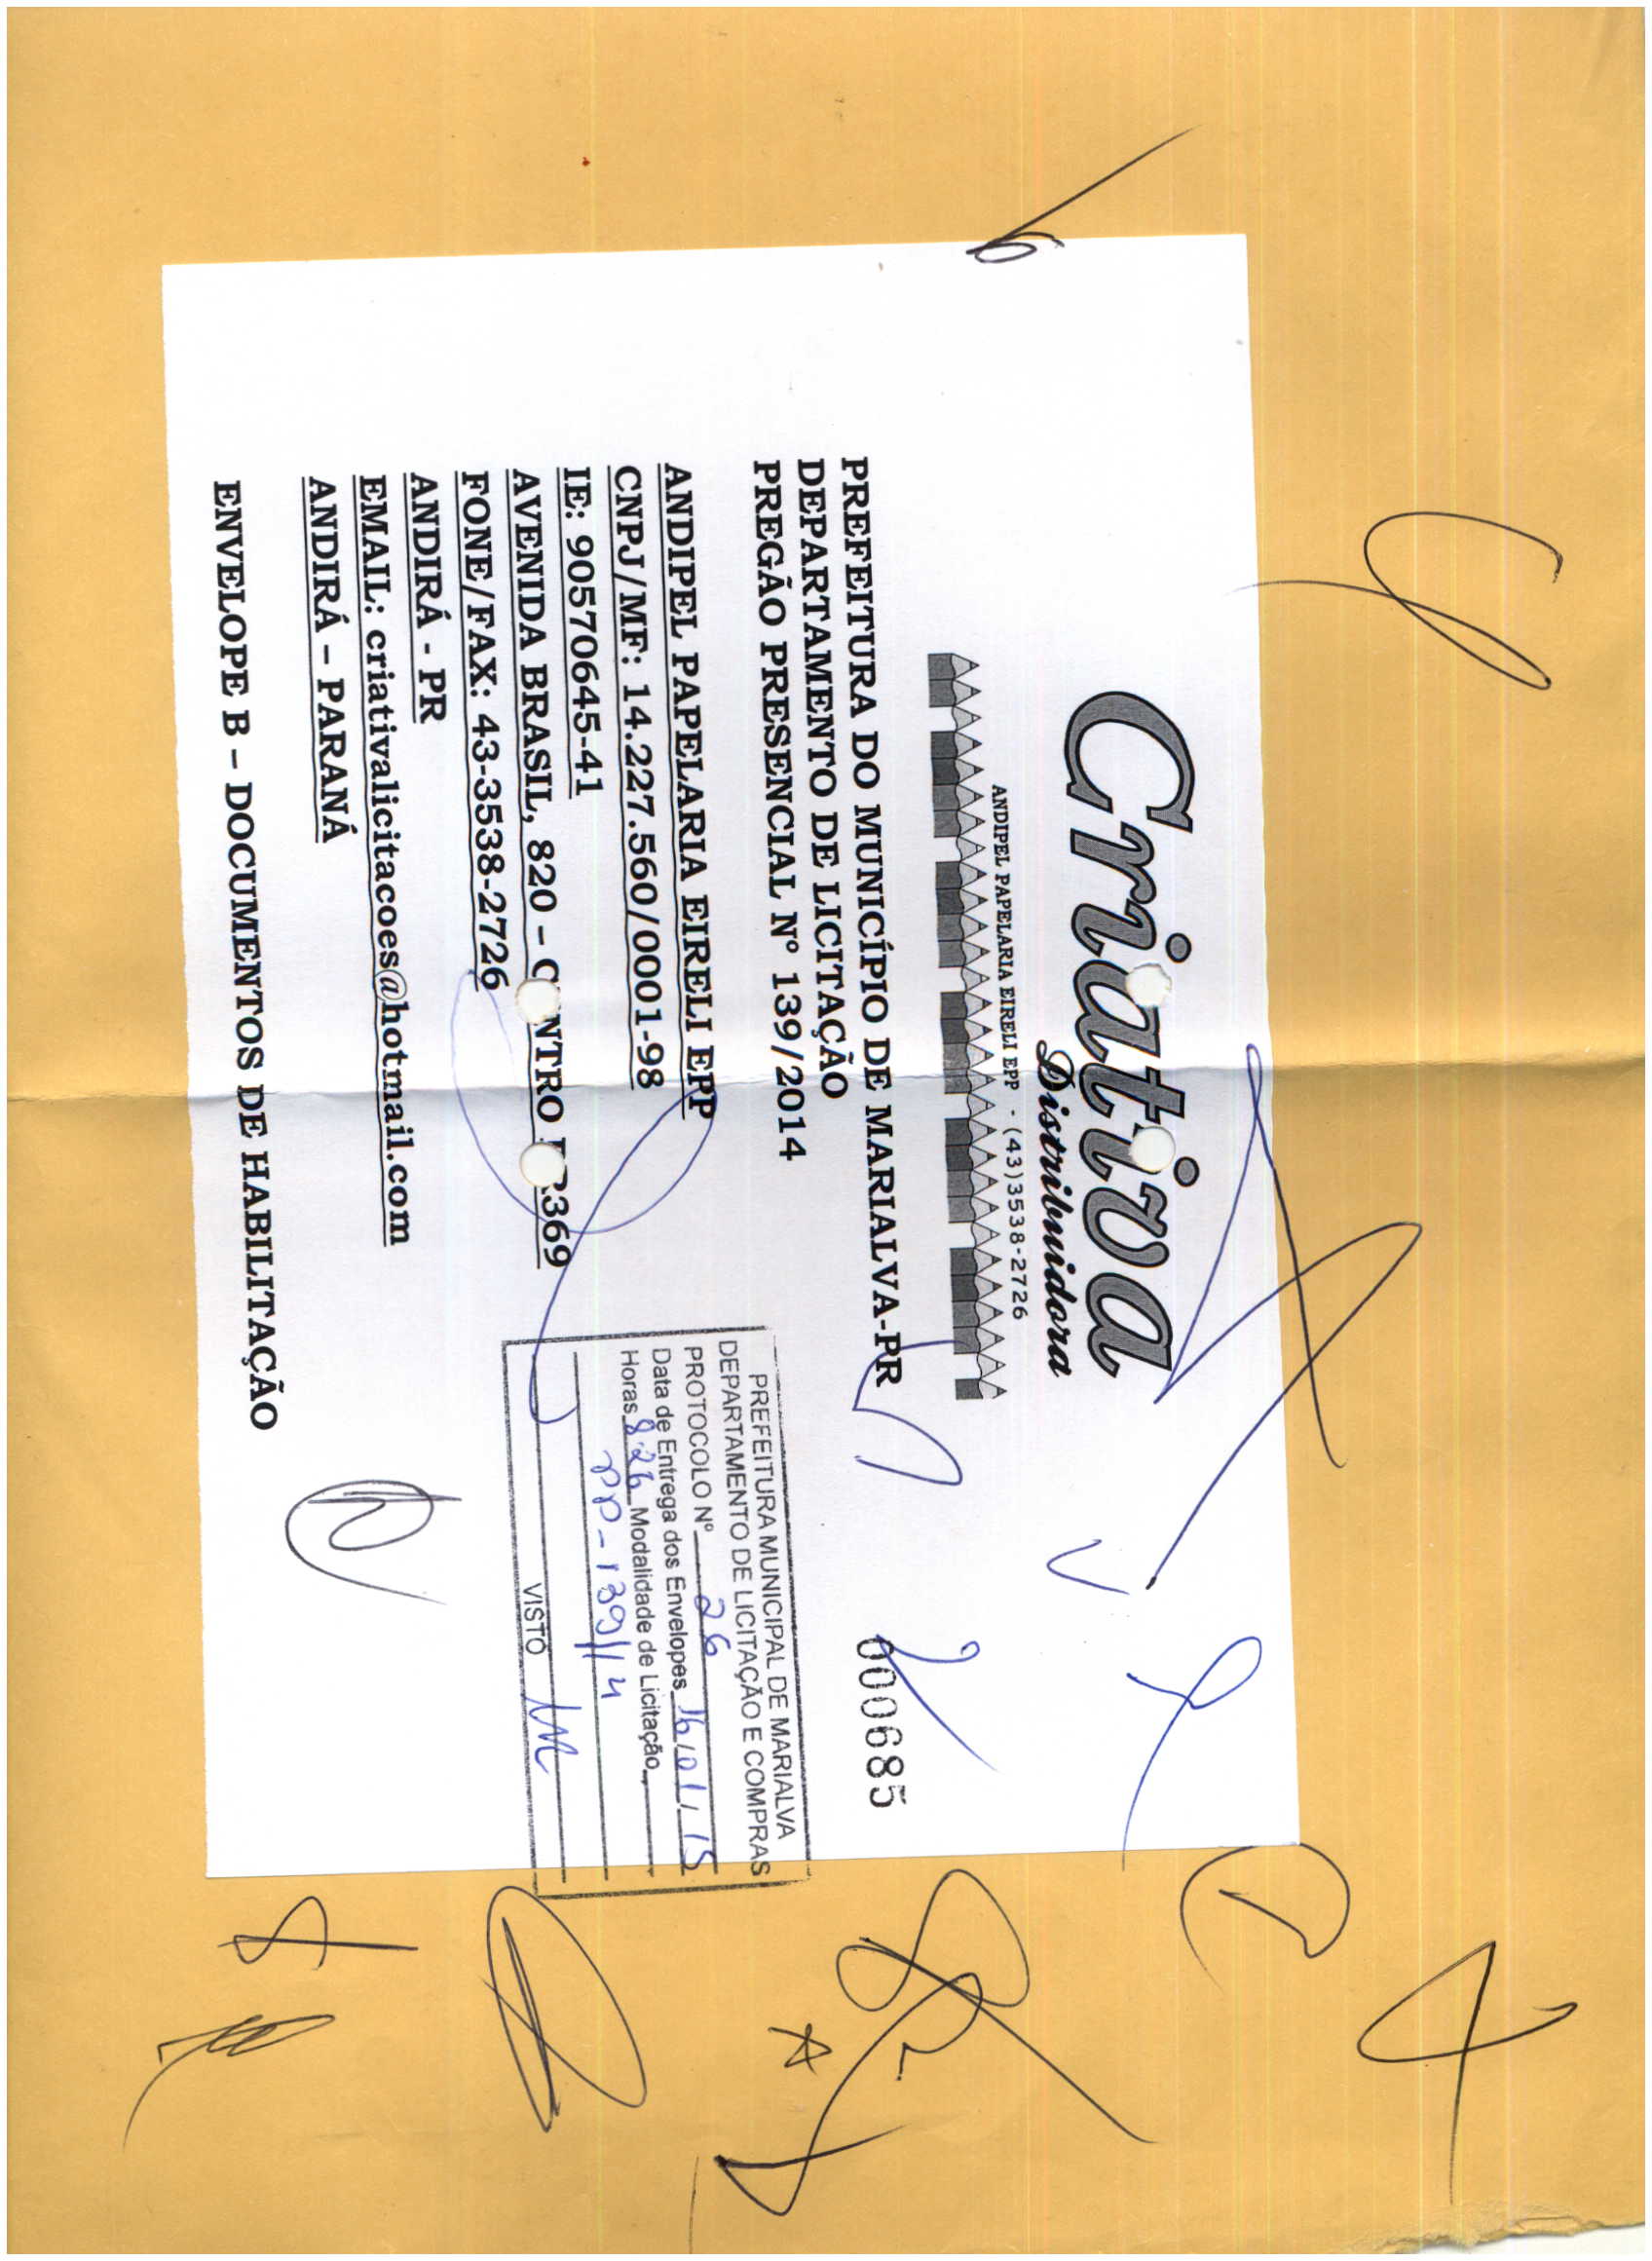 Criativa
Distribuidora
ANDIPEL PAPELARIA EIRELI EPP - (43)3538-2726
000685
PREFEITURA DO MUNICÍPIO DE MARIALVA-PR
DEPARTAMENTO DE LICITAÇÃO
PREGÃO PRESENCIAL Nº 139/2014
ANDIPEL PAPELARIA EIRELI EPP
CNPJ/MF: 14.227.560/0001-98
IE: 90570645-41
AVENIDA BRASIL, 820 – C NTRO 369
FONE/FAX: 43-3538-2726
ANDIRÁ - PR
EMAIL: criativalicitacoes@hotmail.com
ANDIRÁ – PARANÁ
ENVELOPE B – DOCUMENTOS DE HABILITAÇÃO
PREFEITURA MUNICIPAL DE MARIALVA
DEPARTAMENTO DE LICITAÇÃO E COMPRAS
PROTOCOLO Nº 26
Data de Entrega dos Envelopes 16/01/15
Horas 8:26 Modalidade de Licitação
PP-139/14
VISTO